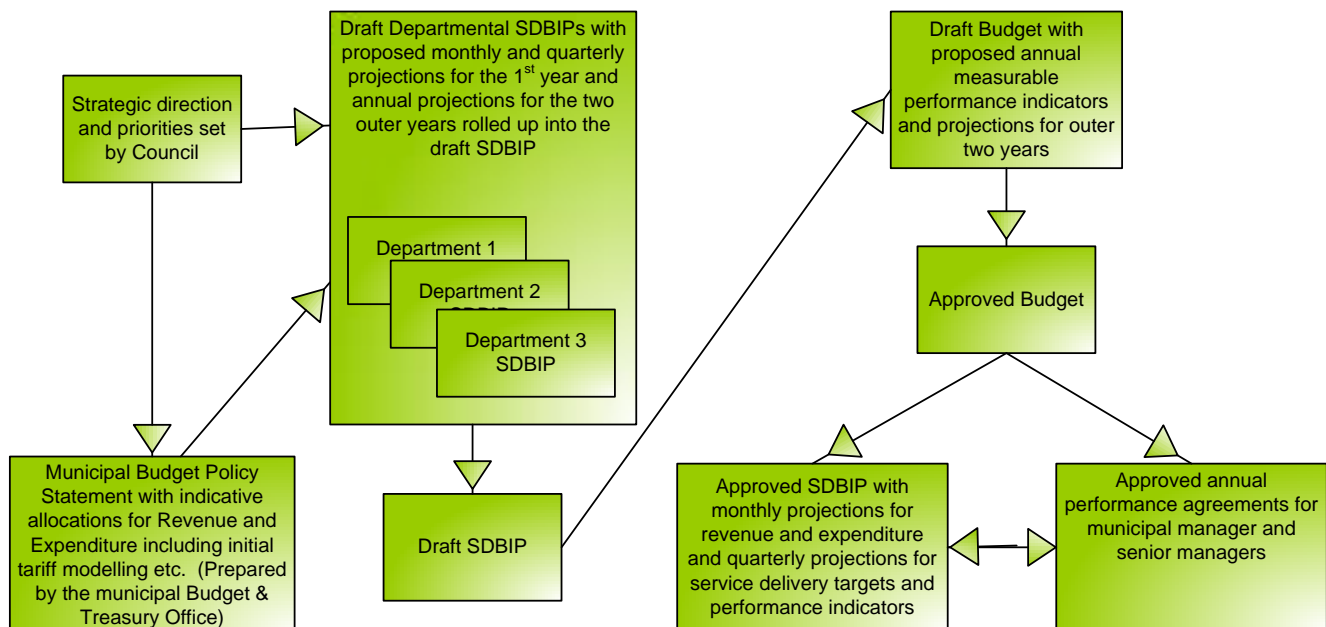 Strategic direction
and priorities set
by Council
Municipal Budget Policy
Statement with indicative
allocations for Revenue and
Expenditure including initial
tariff modelling etc. (Prepared
by the municipal Budget &
Treasury Office)
Draft Departmental SDBIPs with
proposed monthly and quarterly
projections for the 1st year and
annual projections for the two
outer years rolled up into the
draft SDBIP
Department 1
Department 2
SDBIP
Department 3
SDBIP
Draft SDBIP
Draft Budget with
proposed annual
measurable
performance indicators
and projections for outer
two years
Approved Budget
Approved SDBIP with
monthly projections for
revenue and expenditure
and quarterly projections for
service delivery targets and
performance indicators
Approved annual
performance agreements for
municipal manager and
senior managers